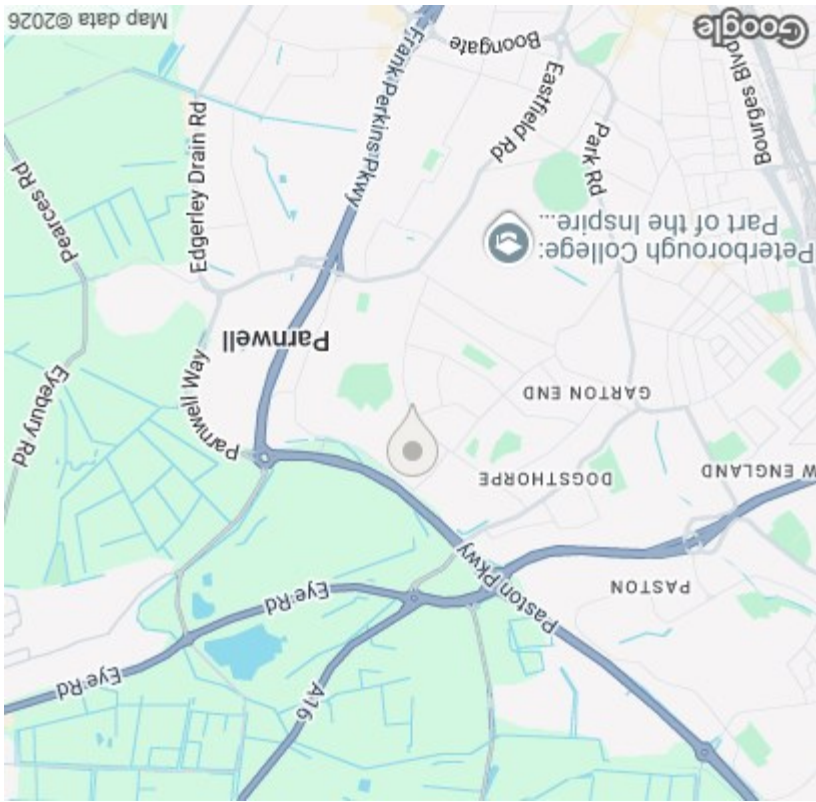 A16
Eye Rd
Eye Rd
PASTON
Paston Pkwy
W ENGLAND
DOGSTHORPE
Parnwell Way
Eyebury Rd
GARTON END
Parnwell
Peterborough College:
Part of the Inspire...
Pearces Rd
Edgerley Drain Rd
Park Rd
Frank Perkins Pkwy
Eastfield Rd
Bourges Blvd
Boongate
Google
Map data ©2026